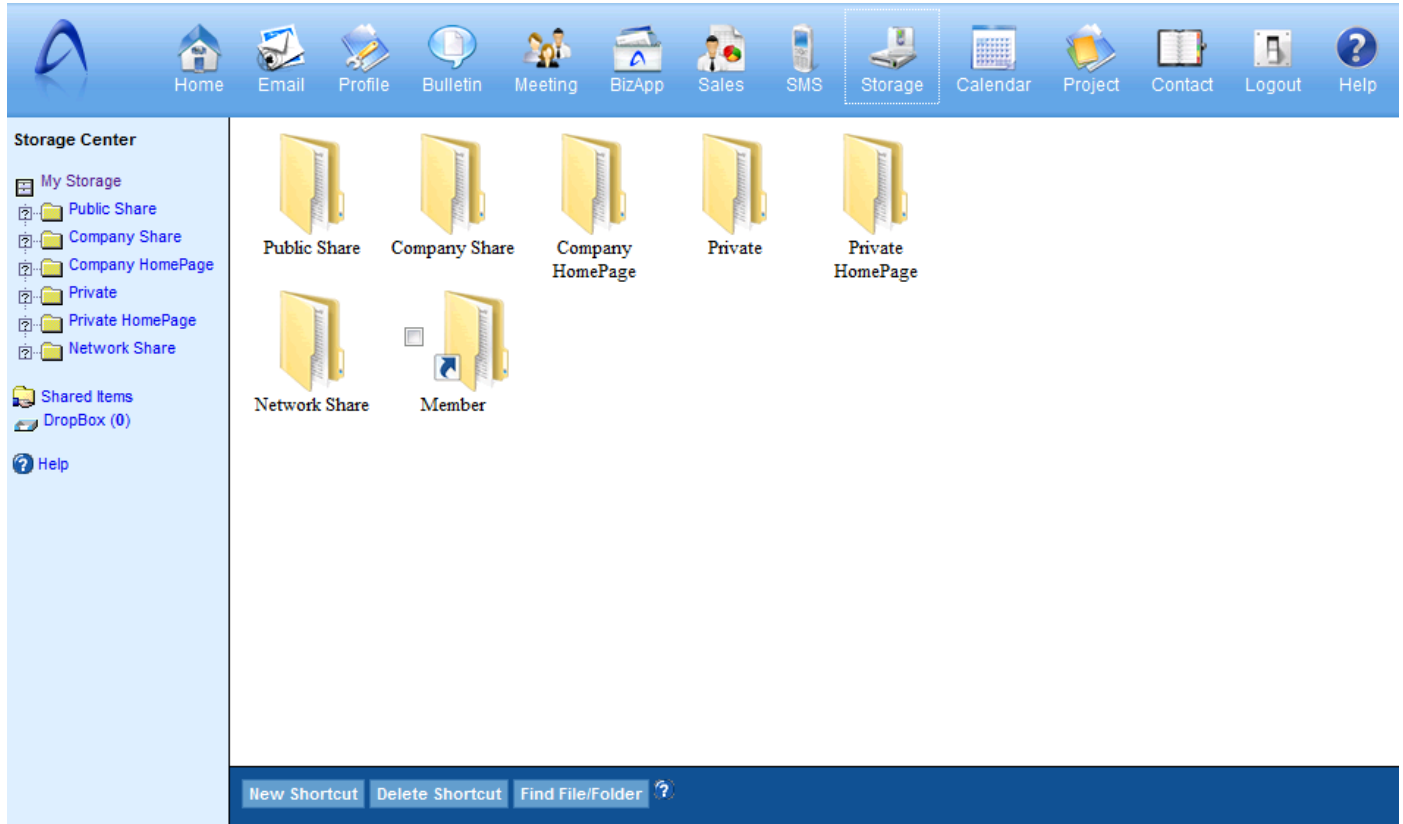 Home Email Profile Bulletin Meeting BizApp Sales SMS Storage Calendar Project Contact Logout Help
Storage Center
My Storage
Public Share
Company Share
Company HomePage
Private
Private HomePage
Network Share
Shared Items
DropBox (0)
Help
Public Share Company Share Company HomePage Private Private HomePage
Network Share Member
New Shortcut Delete Shortcut Find File/Folder